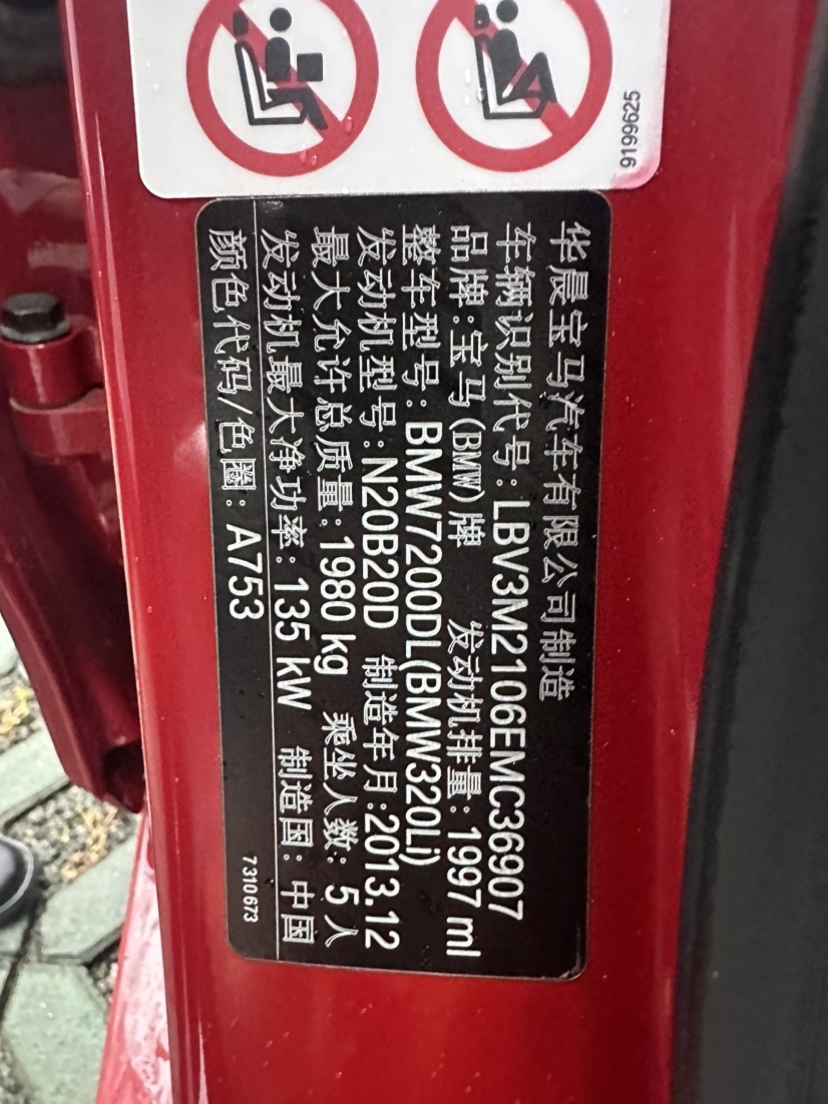 9199625
华晨宝马汽车有限公司制造
车辆识别代号: LBV3M2106EMC36907
品牌: 宝马(BMW)牌 发动机排量: 1997 ml
整车型号: BMW7200DL(BMW320Li)
发动机型号: N20B20D 制造年月: 2013.12
最大允许总质量: 1980 kg 乘坐人数: 5 人
发动机最大净功率: 135 kW 制造国: 中国
颜色代码/色圈: A753
7310673